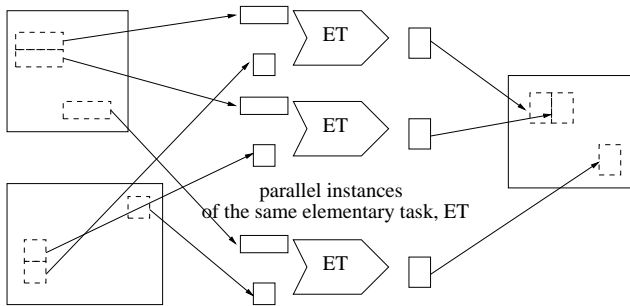 ET
ET
parallel instances
of the same elementary task, ET
ET